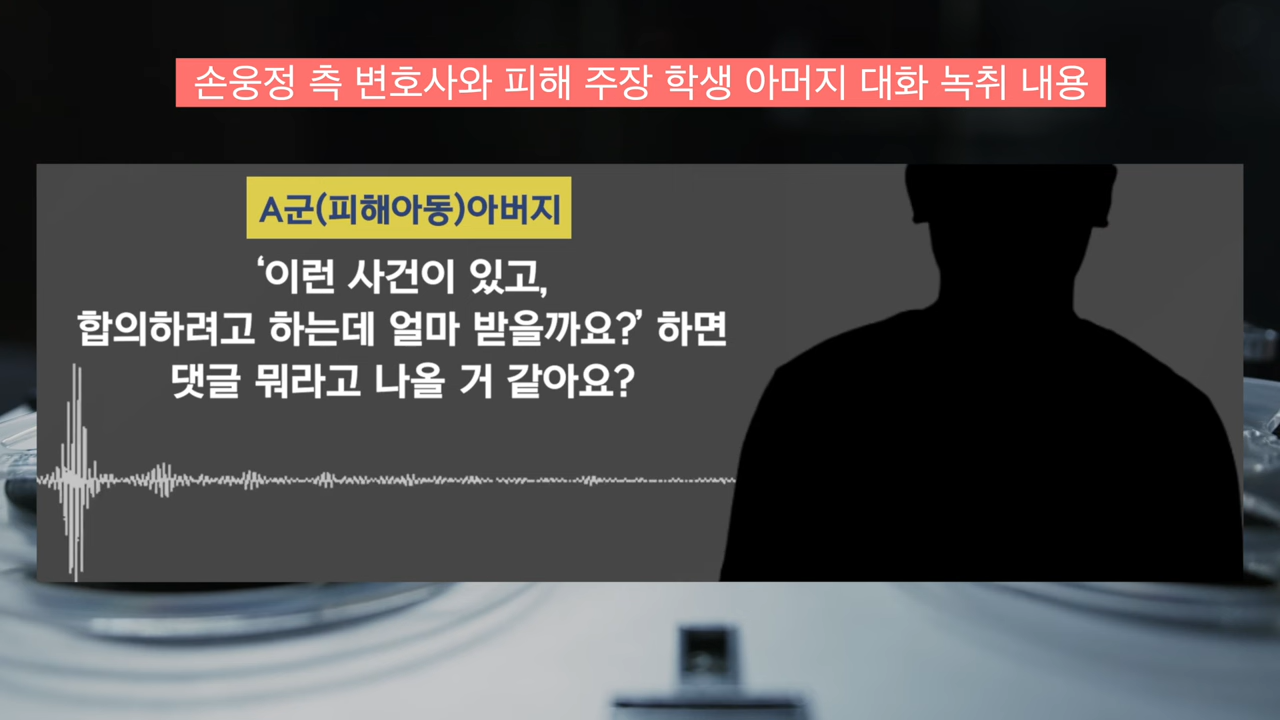 손웅정 측 변호사와 피해 주장 학생 아머지 대화 녹취 내용
A군(피해아동)아버지
‘이런 사건이 있고,
합의하려고 하는데 얼마 받을까요?’ 하면
댓글 뭐라고 나올 거 같아요?